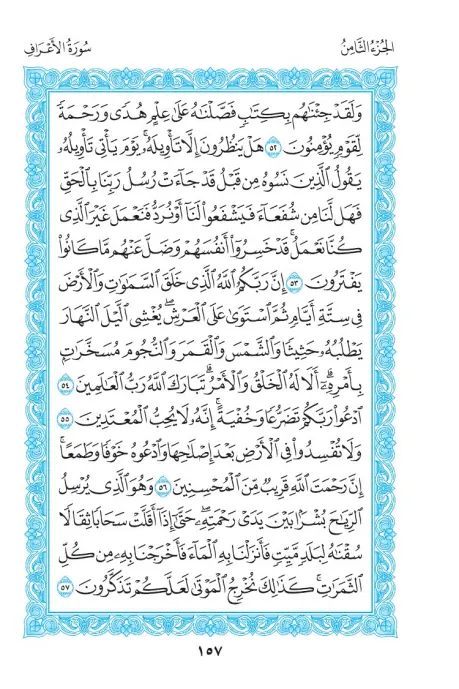 الجُزْءُ الثَّامِنُ
سُورَةُ الأَعْرَافِ
وَلَقَدْ جِئْنَٰهُم بِكِتَٰبٍ فَصَّلْنَٰهُ عَلَىٰ عِلْمٍ هُدًى وَرَحْمَةً
لِّقَوْمٍ يُؤْمِنُونَ ٥٢ هَلْ يَنظُرُونَ إِلَّا تَأْوِيلَهُۥ ۚ يَوْمَ يَأْتِى تَأْوِيلُهُۥ
يَقُولُ ٱلَّذِينَ نَسُوهُ مِن قَبْلُ قَدْ جَآءَتْ رُسُلُ رَبِّنَا بِٱلْحَقِّ
فَهَل لَّنَا مِن شُفَعَآءَ فَيَشْفَعُوا۟ لَنَآ أَوْ نُرَدُّ فَنَعْمَلَ غَيْرَ ٱلَّذِى
كُنَّا نَعْمَلُ ۚ قَدْ خَسِرُوٓا۟ أَنفُسَهُمْ وَضَلَّ عَنْهُم مَّا كَانُوا۟
يَفْتَرُونَ ٥٣ إِنَّ رَبَّكُمُ ٱللَّهُ ٱلَّذِى خَلَقَ ٱلسَّمَٰوَٰتِ وَٱلْأَرْضَ
فِى سِتَّةِ أَيَّامٍ ثُمَّ ٱسْتَوَىٰ عَلَى ٱلْعَرْشِ ۖ يُغْشِى ٱلَّيْلَ ٱلنَّهَارَ
يَطْلُبُهُۥ حَثِيثًا وَٱلشَّمْسَ وَٱلْقَمَرَ وَٱلنُّجُومَ مُسَخَّرَٰتٍۭ
بِأَمْرِهِۦٓ ۗ أَلَا لَهُ ٱلْخَلْقُ وَٱلْأَمْرُ ۗ تَبَارَكَ ٱللَّهُ رَبُّ ٱلْعَٰلَمِينَ ٥٤
ٱدْعُوا۟ رَبَّكُمْ تَضَرُّعًا وَخُفْيَةً ۚ إِنَّهُۥ لَا يُحِبُّ ٱلْمُعْتَدِينَ ٥٥
وَلَا تُفْسِدُوا۟ فِى ٱلْأَرْضِ بَعْدَ إِصْلَٰحِهَا وَٱدْعُوهُ خَوْفًا وَطَمَعًا ۚ
إِنَّ رَحْمَتَ ٱللَّهِ قَرِيبٌ مِّنَ ٱلْمُحْسِنِينَ ٥٦ وَهُوَ ٱلَّذِى يُرْسِلُ
ٱلرِّيَٰحَ بُشْرًۢا بَيْنَ يَدَىْ رَحْمَتِهِۦ ۖ حَتَّىٰٓ إِذَآ أَقَلَّتْ سَحَابًا ثِقَالًا
سُقْنَٰهُ لِبَلَدٍ مَّيِّتٍ فَأَنزَلْنَا بِهِ ٱلْمَآءَ فَأَخْرَجْنَا بِهِۦ مِن كُلِّ
ٱلثَّمَرَٰتِ ۚ كَذَٰلِكَ نُخْرِجُ ٱلْمَوْتَىٰ لَعَلَّكُمْ تَذَكَّرُونَ ٥٧
١٥٧